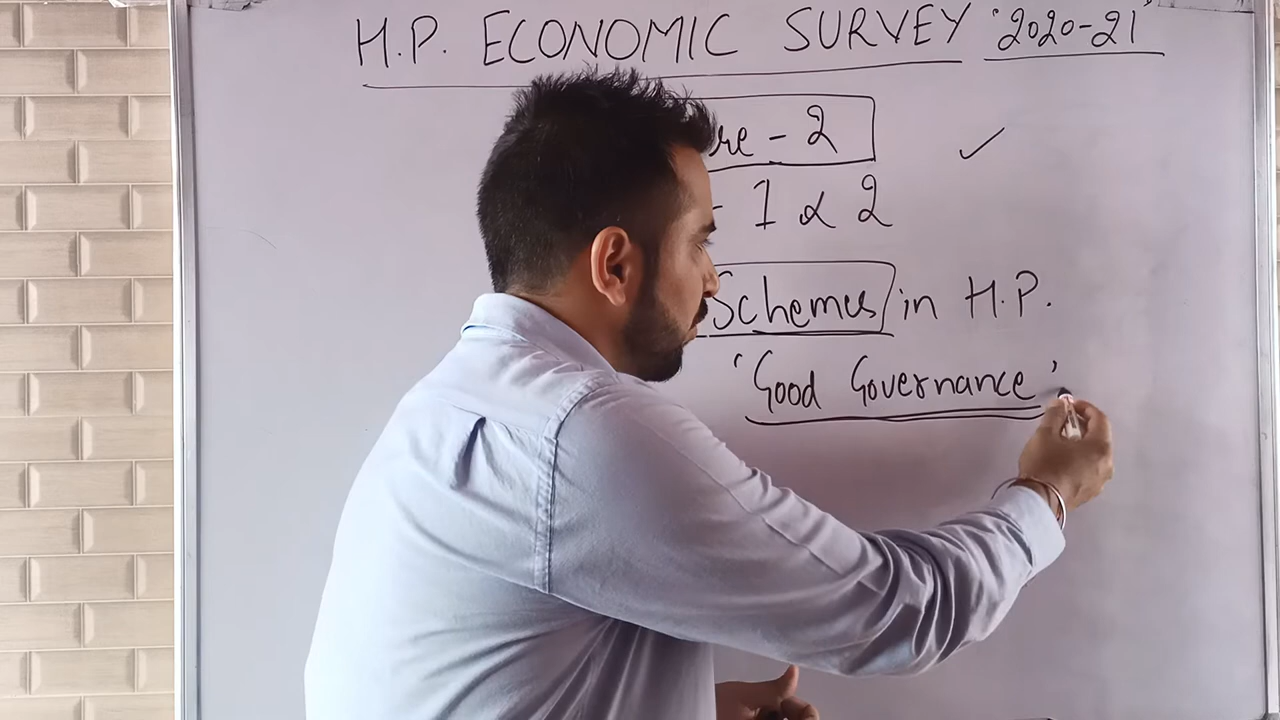 H.P. ECONOMIC SURVEY '2020-21'
re - 2
- 1 & 2
Schemes in H.P.
'Good Governance'